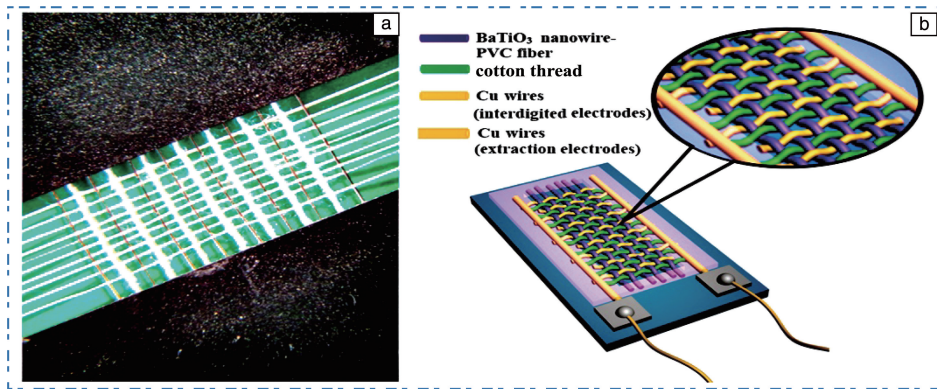 a
b
BaTiO₃ nanowire-
PVC fiber
cotton thread
Cu wires
(interdigited electrodes)
Cu wires
(extraction electrodes)